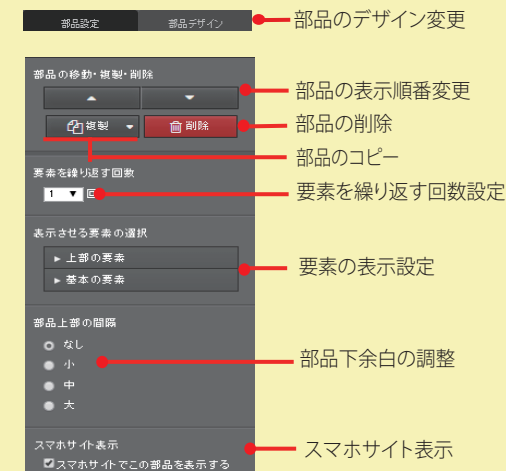 部品設定 部品デザイン 部品のデザイン変更
部品の移動・複製・削除
部品の表示順番変更
複製 削除 部品の削除
部品のコピー
要素を繰り返す回数
1 回 要素を繰り返す回数設定
表示させる要素の選択
上部の要素
基本の要素
要素の表示設定
部品上部の間隔
なし
小
中
大
部品下余白の調整
スマホサイト表示
スマホサイト表示
スマホサイトでこの部品を表示する